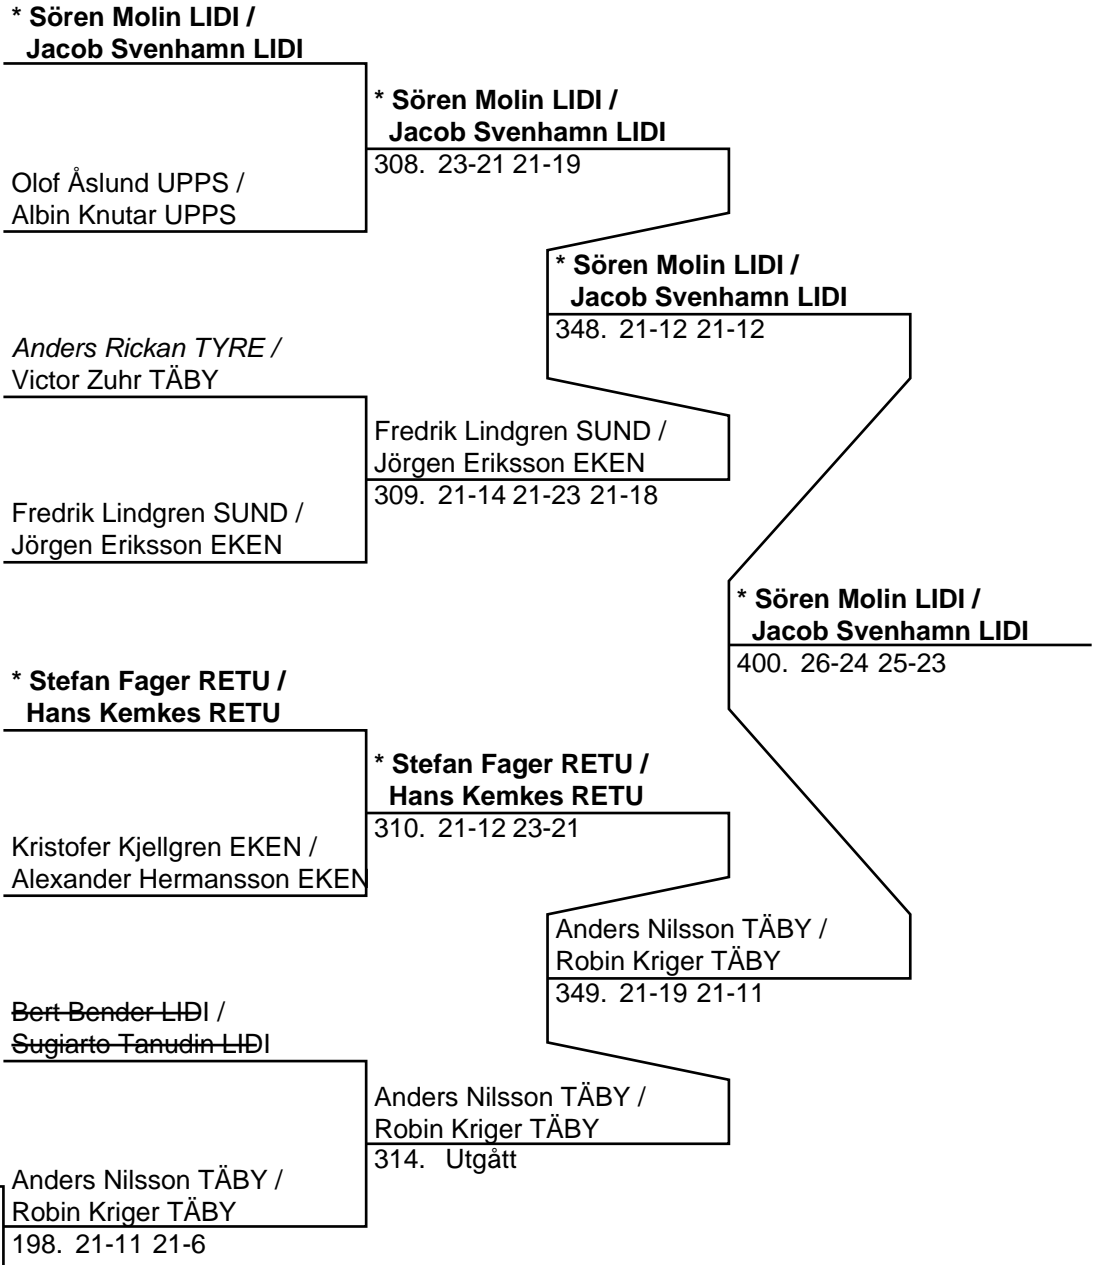 * Sören Molin LIDI /
Jacob Svenhamn LIDI
* Sören Molin LIDI /
Jacob Svenhamn LIDI
308. 23-21 21-19
Olof Åslund UPPS /
Albin Knutar UPPS
* Sören Molin LIDI /
Jacob Svenhamn LIDI
348. 21-12 21-12
Anders Rickan TYRE /
Victor Zuhr TÄBY
Fredrik Lindgren SUND /
Jörgen Eriksson EKEN
309. 21-14 21-23 21-18
Fredrik Lindgren SUND /
Jörgen Eriksson EKEN
* Sören Molin LIDI /
Jacob Svenhamn LIDI
400. 26-24 25-23
* Stefan Fager RETU /
Hans Kemkes RETU
* Stefan Fager RETU /
Hans Kemkes RETU
310. 21-12 23-21
Kristofer Kjellgren EKEN /
Alexander Hermansson EKEN
Anders Nilsson TÄBY /
Robin Kriger TÄBY
349. 21-19 21-11
Bert Bender LIDI /
Sugiarto Tanudin LIDI
Anders Nilsson TÄBY /
Robin Kriger TÄBY
314. Utgått
Anders Nilsson TÄBY /
Robin Kriger TÄBY
198. 21-11 21-6